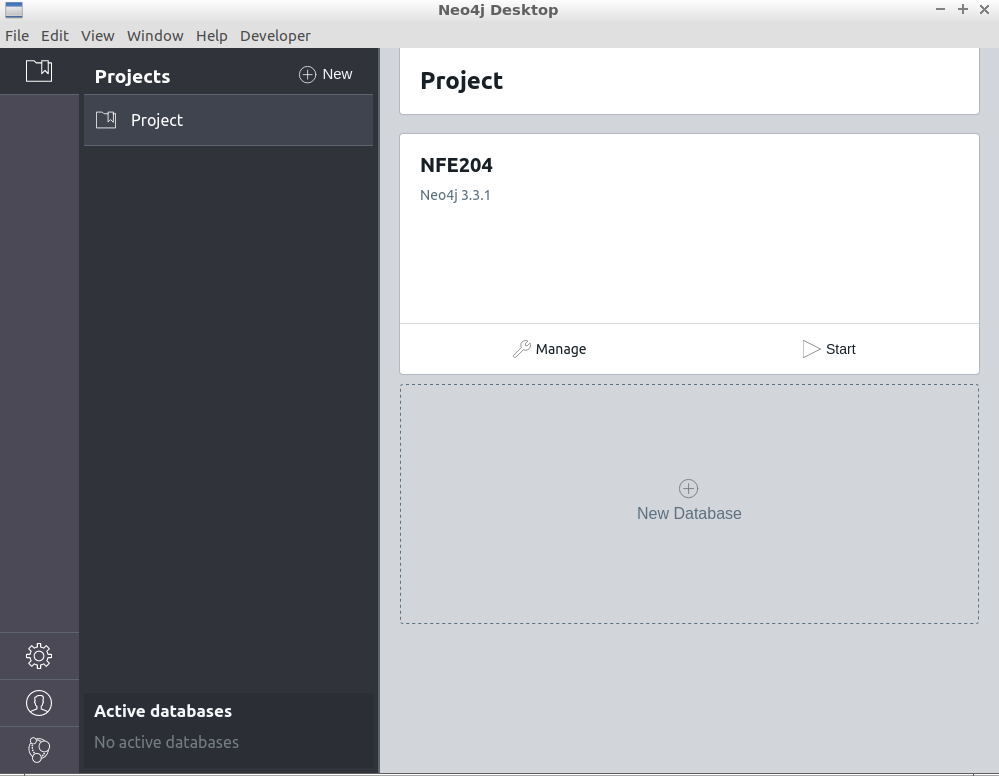 Neo4j Desktop
File Edit View Window Help Developer
Projects
New
Project
Active databases
No active databases
Project
NFE204
Neo4j 3.3.1
Manage
Start
New Database